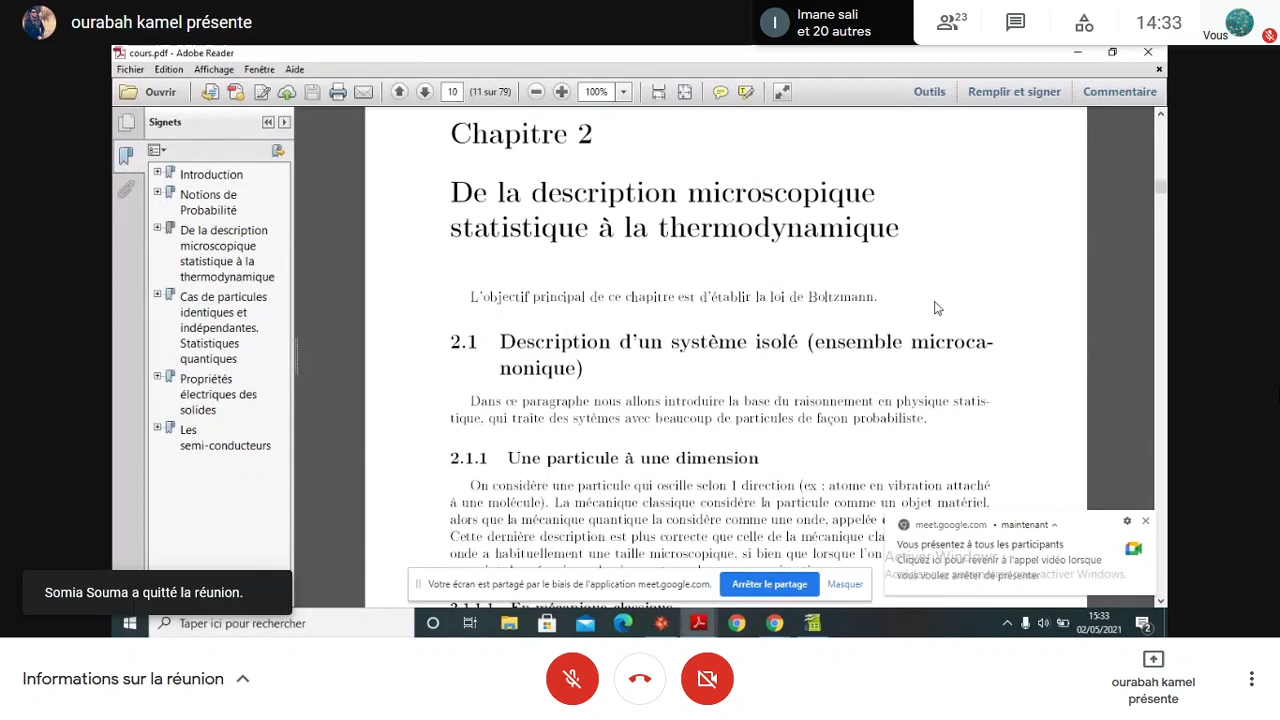 ourabah kamel présente
I
Imane sali
et 20 autres
23
14:33
Vous
cours.pdf - Adobe Reader
Fichier Edition Affichage Fenêtre Aide
Ouvrir
10 (11 sur 79)
100%
Outils
Remplir et signer
Commentaire
Signets
Introduction
Notions de
Probabilité
De la description
microscopique
statistique à la
thermodynamique
Cas de particules
identiques et
indépendantes.
Statistiques
quantiques
Propriétés
électriques des
solides
Les
semi-conducteurs
Chapitre 2
De la description microscopique
statistique à la thermodynamique
L'objectif principal de ce chapitre est d'établir la loi de Boltzmann.
2.1 Description d'un système isolé (ensemble microca-
nonique)
Dans ce paragraphe nous allons introduire la base du raisonnement en physique statis-
tique, qui traite des sytèmes avec beaucoup de particules de façon probabiliste.
2.1.1 Une particule à une dimension
On considère une particule qui oscille selon 1 direction (ex : atome en vibration attaché
à une molécule). La mécanique classique considère la particule comme un objet matériel,
alors que la mécanique quantique la considère comme une onde, appelée
Cette dernière description est plus correcte que celle de la mécanique cla
onde a habituellement une taille microscopique, si bien que lorsque l'on
2.1.1.1 En mécanique classique
meet.google.com • maintenant
Vous présentez à tous les participants
Cliquez ici pour revenir à l'appel vidéo lorsque
vous voulez arrêter de présenter
Activer Windows
activer Windows.
Votre écran est partagé par le biais de l'application meet.google.com.
Arrêter le partage
Masquer
Somia Souma a quitté la réunion.
Taper ici pour rechercher
15:33
02/05/2021
2
Informations sur la réunion
ourabah kamel
présente